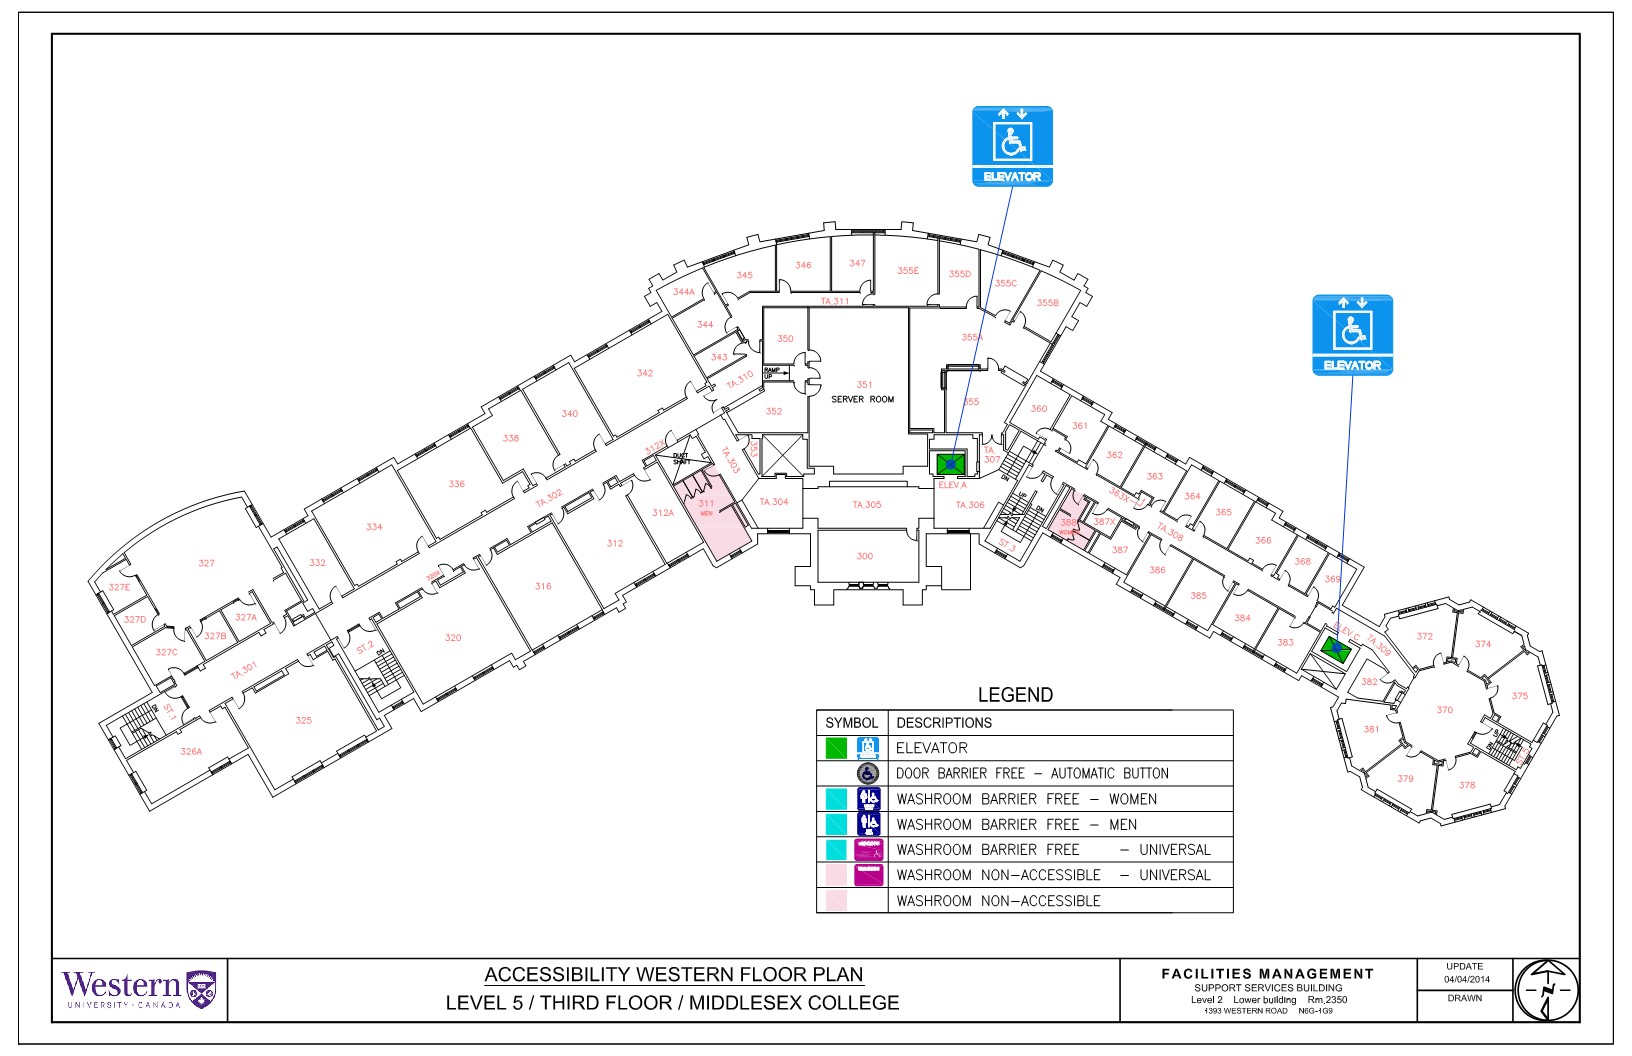 ELEVATOR
ELEVATOR
346
347
345
355E
355D
355C
355B
344A
TA.311
344
350
355A
343
342
RAMP
UP
TA.310
351
SERVER ROOM
355
352
340
338
360
361
362
363
364
365
366
368
369
312X
DUCT
SHAFT
TA.303
353
TA.
307
DN
336
TA.302
311
MEN
312A
312
TA.304
TA.305
ELEV.A
TA.306
UP
DN
ST.3
363X
388
387X
TA.308
387
386
385
384
383
334
332
327
300
316
320X
320
327E
327D
327A
327B
327C
TA.301
ST.2
DN
ST.1
DN
325
326A
ELEV.C
TA.309
372
374
382
375
370
381
379
378
LEGEND
SYMBOL DESCRIPTIONS
ELEVATOR
DOOR BARRIER FREE - AUTOMATIC BUTTON
WASHROOM BARRIER FREE - WOMEN
WASHROOM BARRIER FREE - MEN
WASHROOM BARRIER FREE - UNIVERSAL
WASHROOM NON-ACCESSIBLE - UNIVERSAL
WASHROOM NON-ACCESSIBLE
Western
UNIVERSITY · CANADA
ACCESSIBILITY WESTERN FLOOR PLAN
LEVEL 5 / THIRD FLOOR / MIDDLESEX COLLEGE
FACILITIES MANAGEMENT
SUPPORT SERVICES BUILDING
Level 2 Lower building Rm.2350
1393 WESTERN ROAD N6G-1G9
UPDATE
04/04/2014
DRAWN
N